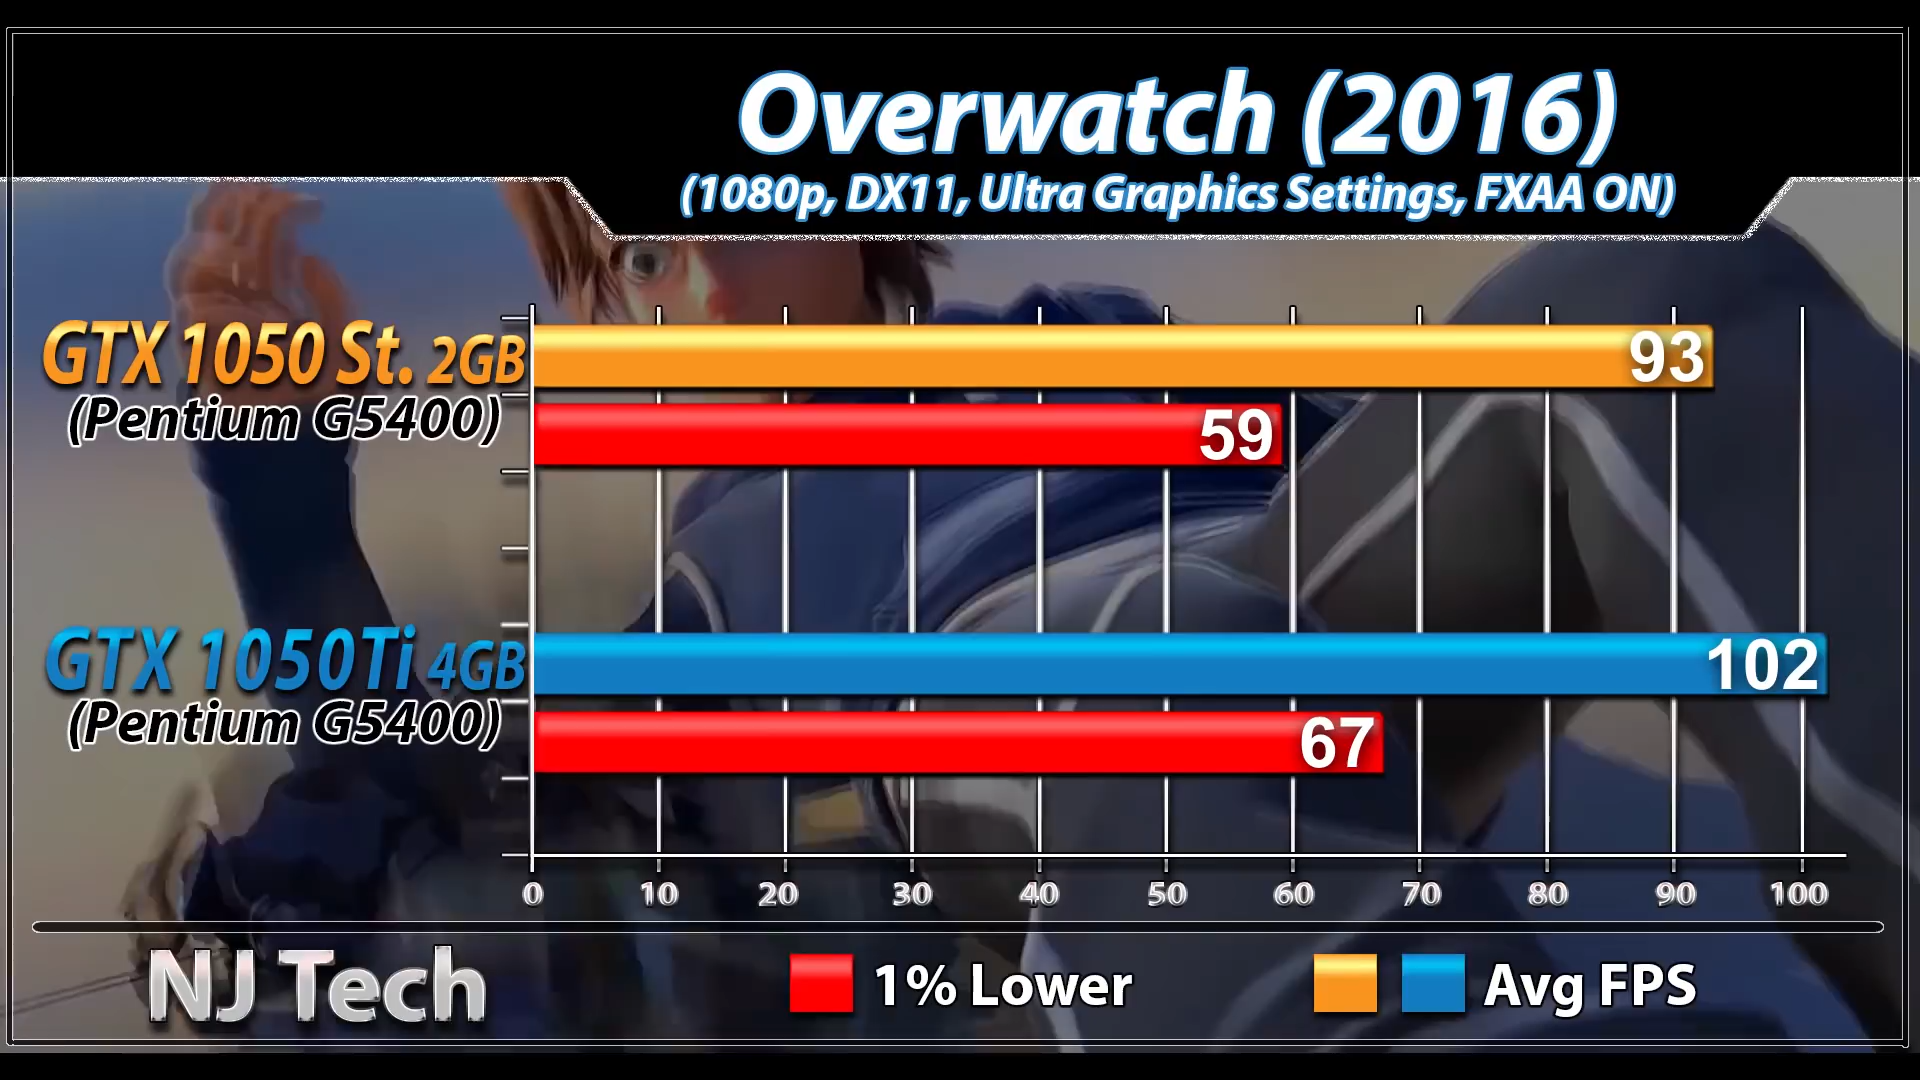 Overwatch (2016)
(1080p, DX11, Ultra Graphics Settings, FXAA ON)
GTX 1050 St. 2GB
(Pentium G5400)
93
59
GTX 1050Ti 4GB
(Pentium G5400)
102
67
0 10 20 30 40 50 60 70 80 90 100
NJ Tech
1% Lower
Avg FPS